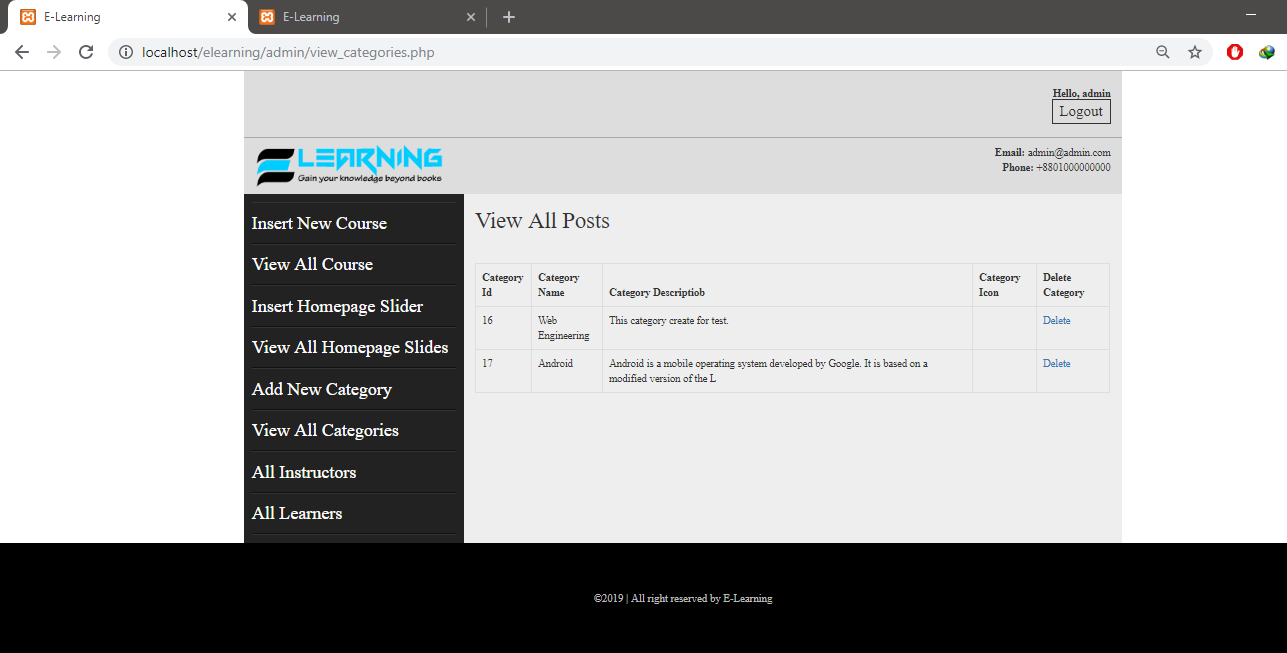 E-Learning
E-Learning
localhost/elearning/admin/view_categories.php
Hello, admin
Logout
LEARNING
Gain your knowledge beyond books
Email: admin@admin.com
Phone: +8801000000000
Insert New Course
View All Course
Insert Homepage Slider
View All Homepage Slides
Add New Category
View All Categories
All Instructors
All Learners
View All Posts
Category Id
Category Name
Category Descriptiob
Category Icon
Delete Category
16
Web Engineering
This category create for test.
Delete
17
Android
Android is a mobile operating system developed by Google. It is based on a
modified version of the L
Delete
©2019 | All right reserved by E-Learning